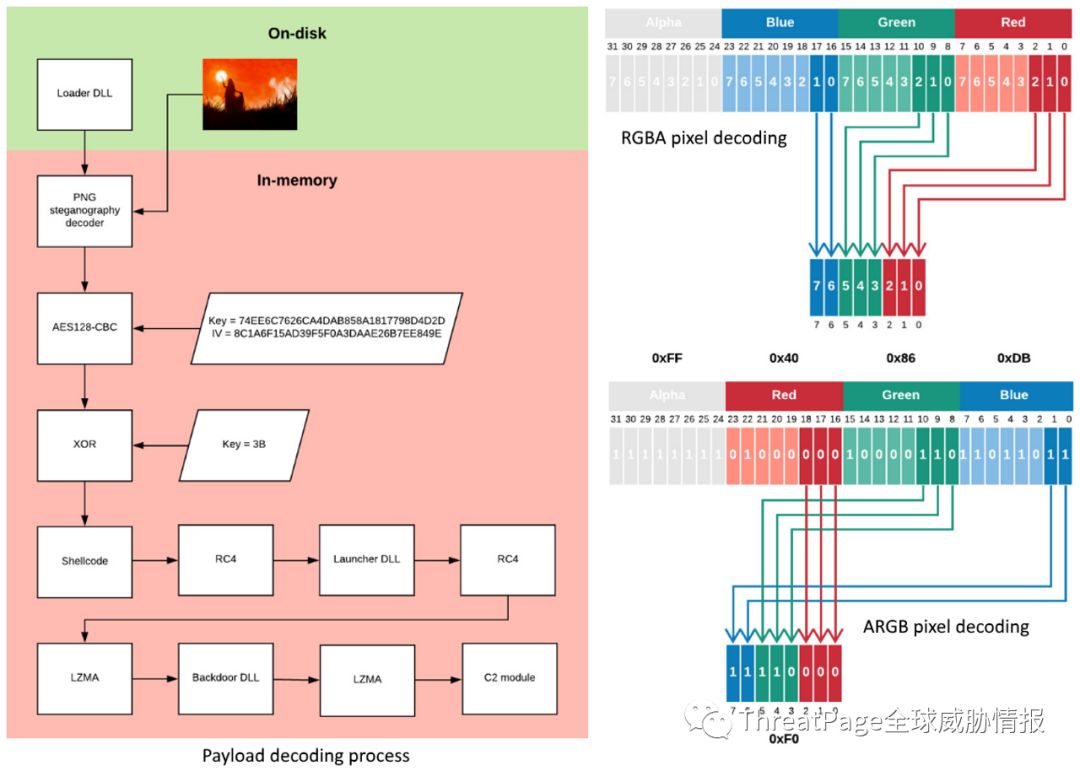 On-disk
Loader DLL
In-memory
PNG
steganography
decoder
AES128-CBC
Key = 74EE6C7626CA4DAB858A1817798D4D2D
IV = 8C1A6F15AD39F5F0A3DAAE26B7EE849E
XOR
Key = 3B
Shellcode
RC4
Launcher DLL
RC4
LZMA
Backdoor DLL
LZMA
C2 module
Payload decoding process
Alpha Blue Green Red
31 30 29 28 27 26 25 24 23 22 21 20 19 18 17 16 15 14 13 12 11 10 9 8 7 6 5 4 3 2 1 0
7 6 5 4 3 2 1 0 7 6 5 4 3 2 1 0 7 6 5 4 3 2 1 0 7 6 5 4 3 2 1 0
RGBA pixel decoding
7 6 5 4 3 2 1 0
7 6 5 4 3 2 1 0
0xFF 0x40 0x86 0xDB
Alpha Red Green Blue
31 30 29 28 27 26 25 24 23 22 21 20 19 18 17 16 15 14 13 12 11 10 9 8 7 6 5 4 3 2 1 0
1 1 1 1 1 1 1 1 0 1 0 0 0 0 0 0 1 0 0 0 0 1 1 0 1 1 0 1 1 0 1 1
ARGB pixel decoding
1 1 1 1 0 0 0 0
7 5 4 3 2 1 0
ThreatPage全球威胁情报
0xF0